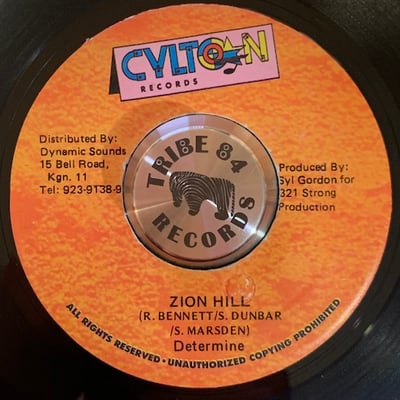 CYLTOWN
RECORDS
Distributed By:
Dynamic Sounds
15 Bell Road,
Kgn. 11
Tel: 923-9138-9
TRIBE 84
RECORDS
Produced By:
Syl Gordon for
321 Strong
Production
ZION HILL
(R. BENNETT/S. DUNBAR
/S. MARSDEN)
Determine
ALL RIGHTS RESERVED - UNAUTHORIZED COPYING PROHIBITED